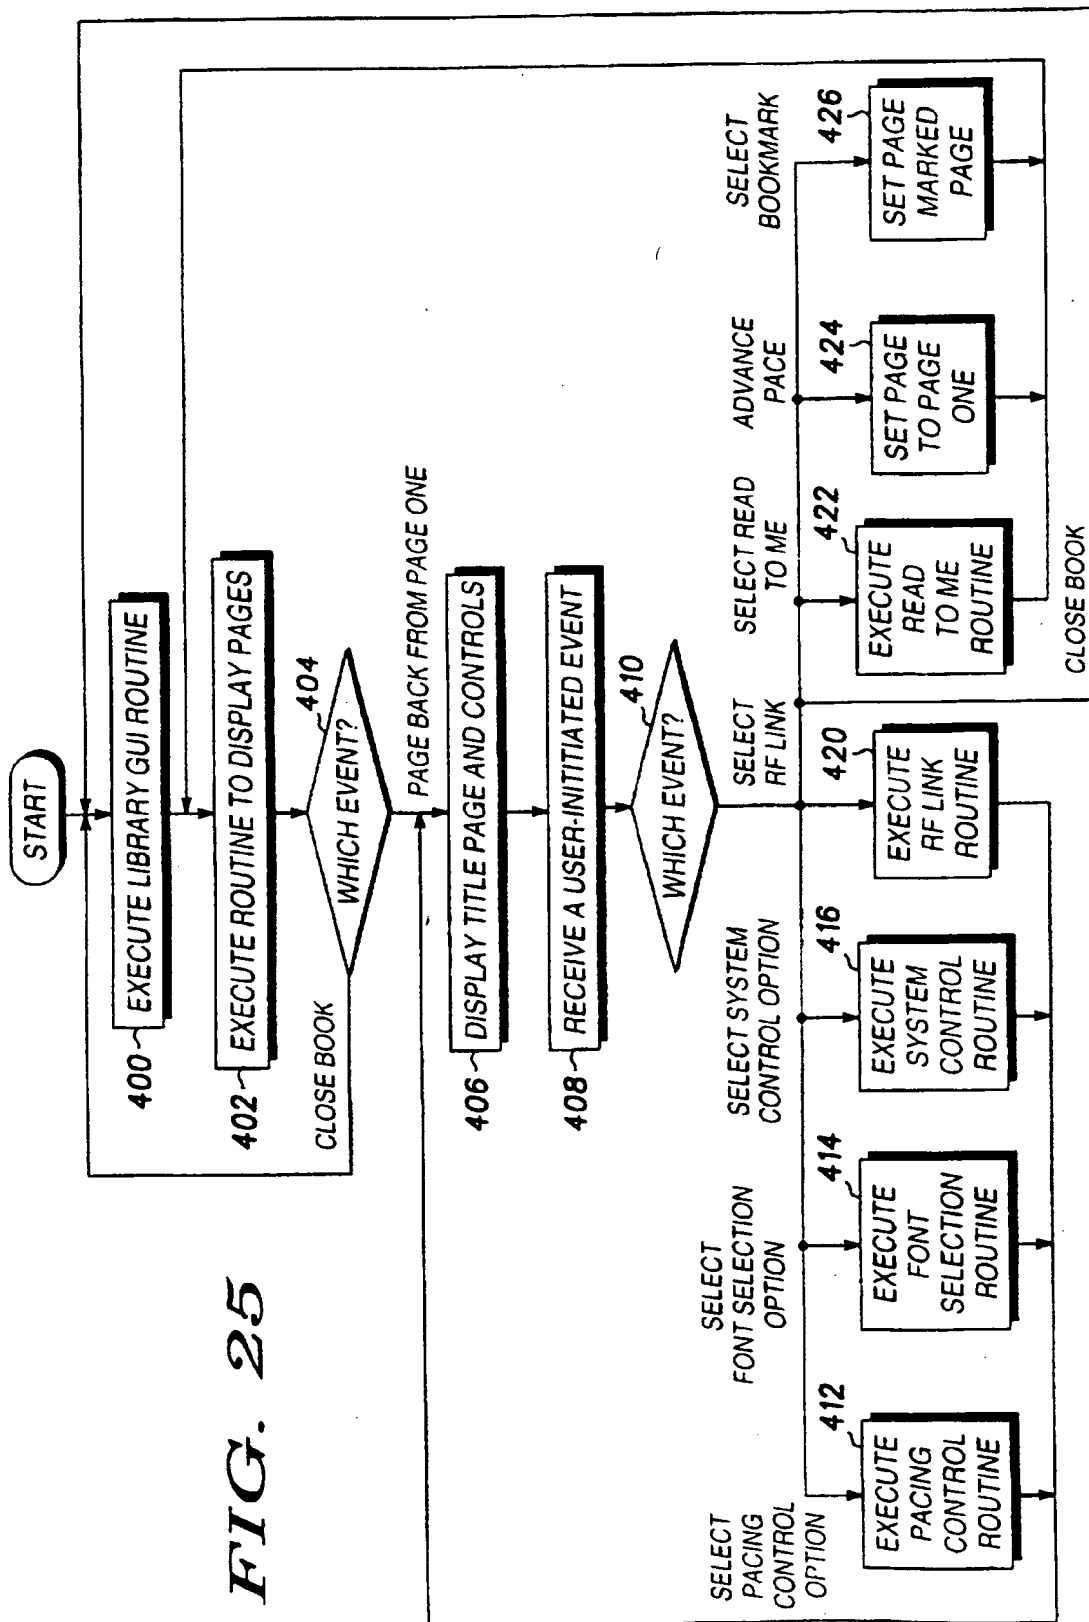 FIG. 25
START
400
EXECUTE LIBRARY GUI ROUTINE
402
EXECUTE ROUTINE TO DISPLAY PAGES
404
WHICH EVENT?
CLOSE BOOK
PAGE BACK FROM PAGE ONE
406
DISPLAY TITLE PAGE AND CONTROLS
408
RECEIVE A USER-INITIATED EVENT
410
WHICH EVENT?
SELECT
PACING
CONTROL
OPTION
412
EXECUTE
PACING
CONTROL
ROUTINE
SELECT
FONT SELECTION
OPTION
414
EXECUTE
FONT
SELECTION
ROUTINE
SELECT SYSTEM
CONTROL OPTION
416
EXECUTE
SYSTEM
CONTROL
ROUTINE
SELECT
RF LINK
420
EXECUTE
RF LINK
ROUTINE
SELECT READ
TO ME
422
EXECUTE
READ
TO ME
ROUTINE
ADVANCE
PACE
424
SET PAGE
TO PAGE
ONE
SELECT
BOOKMARK
426
SET PAGE
MARKED
PAGE
CLOSE BOOK